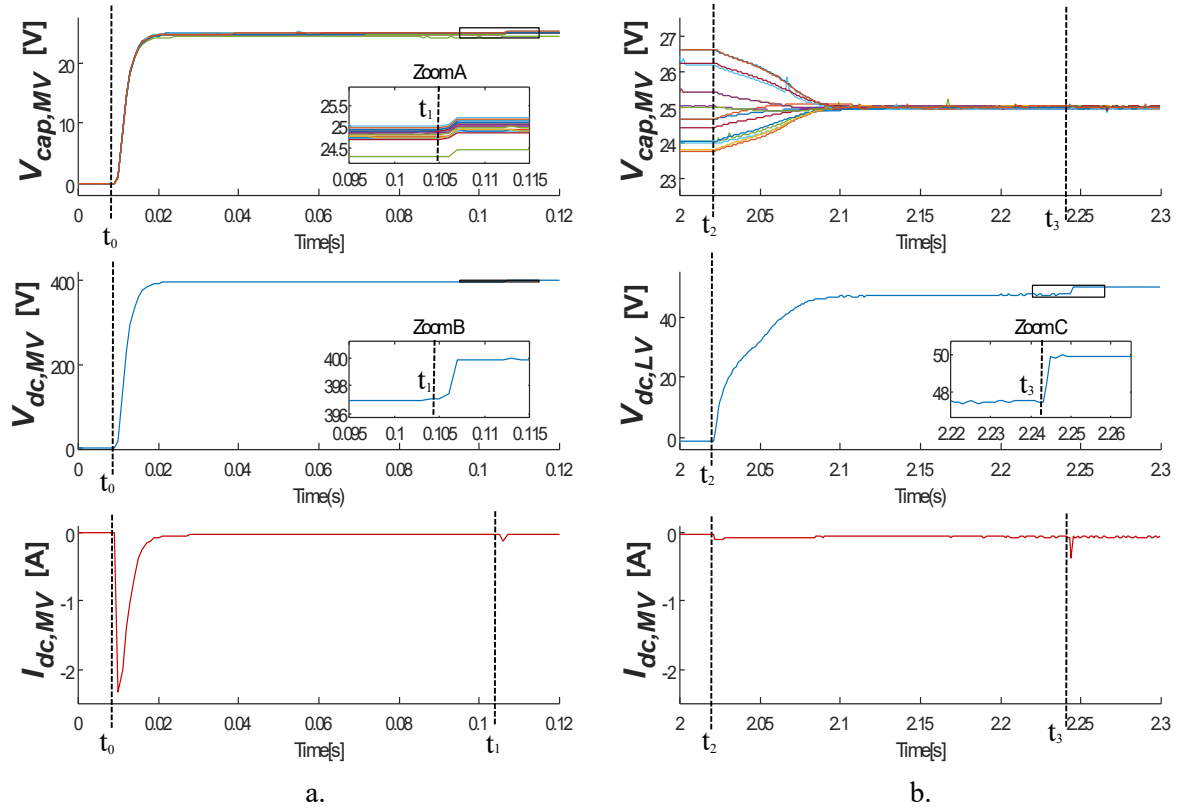 V_cap,MV [V]
20
10
0
Zoom A
t₁
25.5
25
24.5
0.095 0.1 0.105 0.11 0.115
0 0.02 0.04 0.06 0.08 0.1 0.12
t₀
Time[s]
V_cap,MV [V]
27
26
25
24
23
2 2.05 2.1 2.15 2.2 2.25 2.3
t₂
t₃
Time[s]
V_dc,MV [V]
400
200
0
Zoom B
t₁
400
398
396
0.095 0.1 0.105 0.11 0.115
0 0.02 0.04 0.06 0.08 0.1 0.12
t₀
Time(s)
V_dc,LV [V]
40
20
0
Zoom C
t₃
50
48
2.22 2.23 2.24 2.25 2.26
2 2.05 2.1 2.15 2.2 2.25 2.3
t₂
Time(s)
I_dc,MV [A]
0
-1
-2
0 0.02 0.04 0.06 0.08 0.1 0.12
t₀
t₁
Time[s]
I_dc,MV [A]
0
-1
-2
2 2.05 2.1 2.15 2.2 2.25 2.3
t₂
t₃
Time[s]
a.
b.